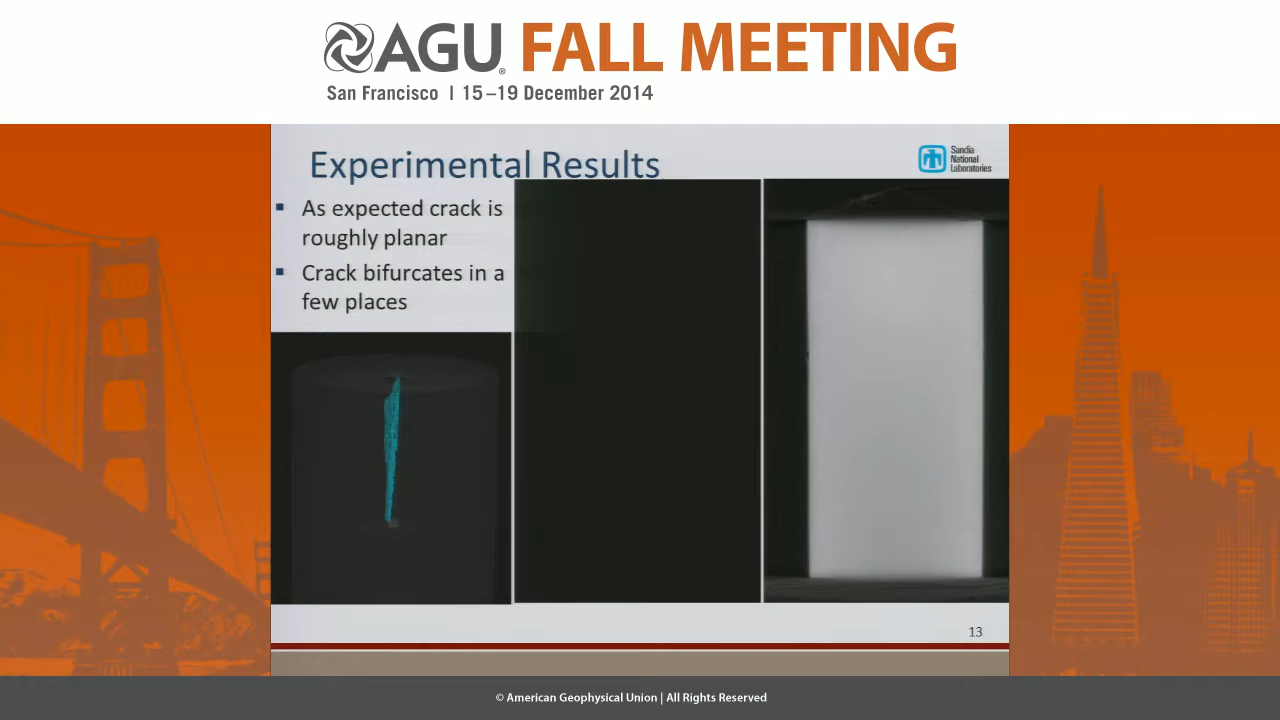 AGU® FALL MEETING
San Francisco | 15–19 December 2014
Experimental Results
Sandia
National
Laboratories
▪ As expected crack is
roughly planar
▪ Crack bifurcates in a
few places
13
© American Geophysical Union | All Rights Reserved